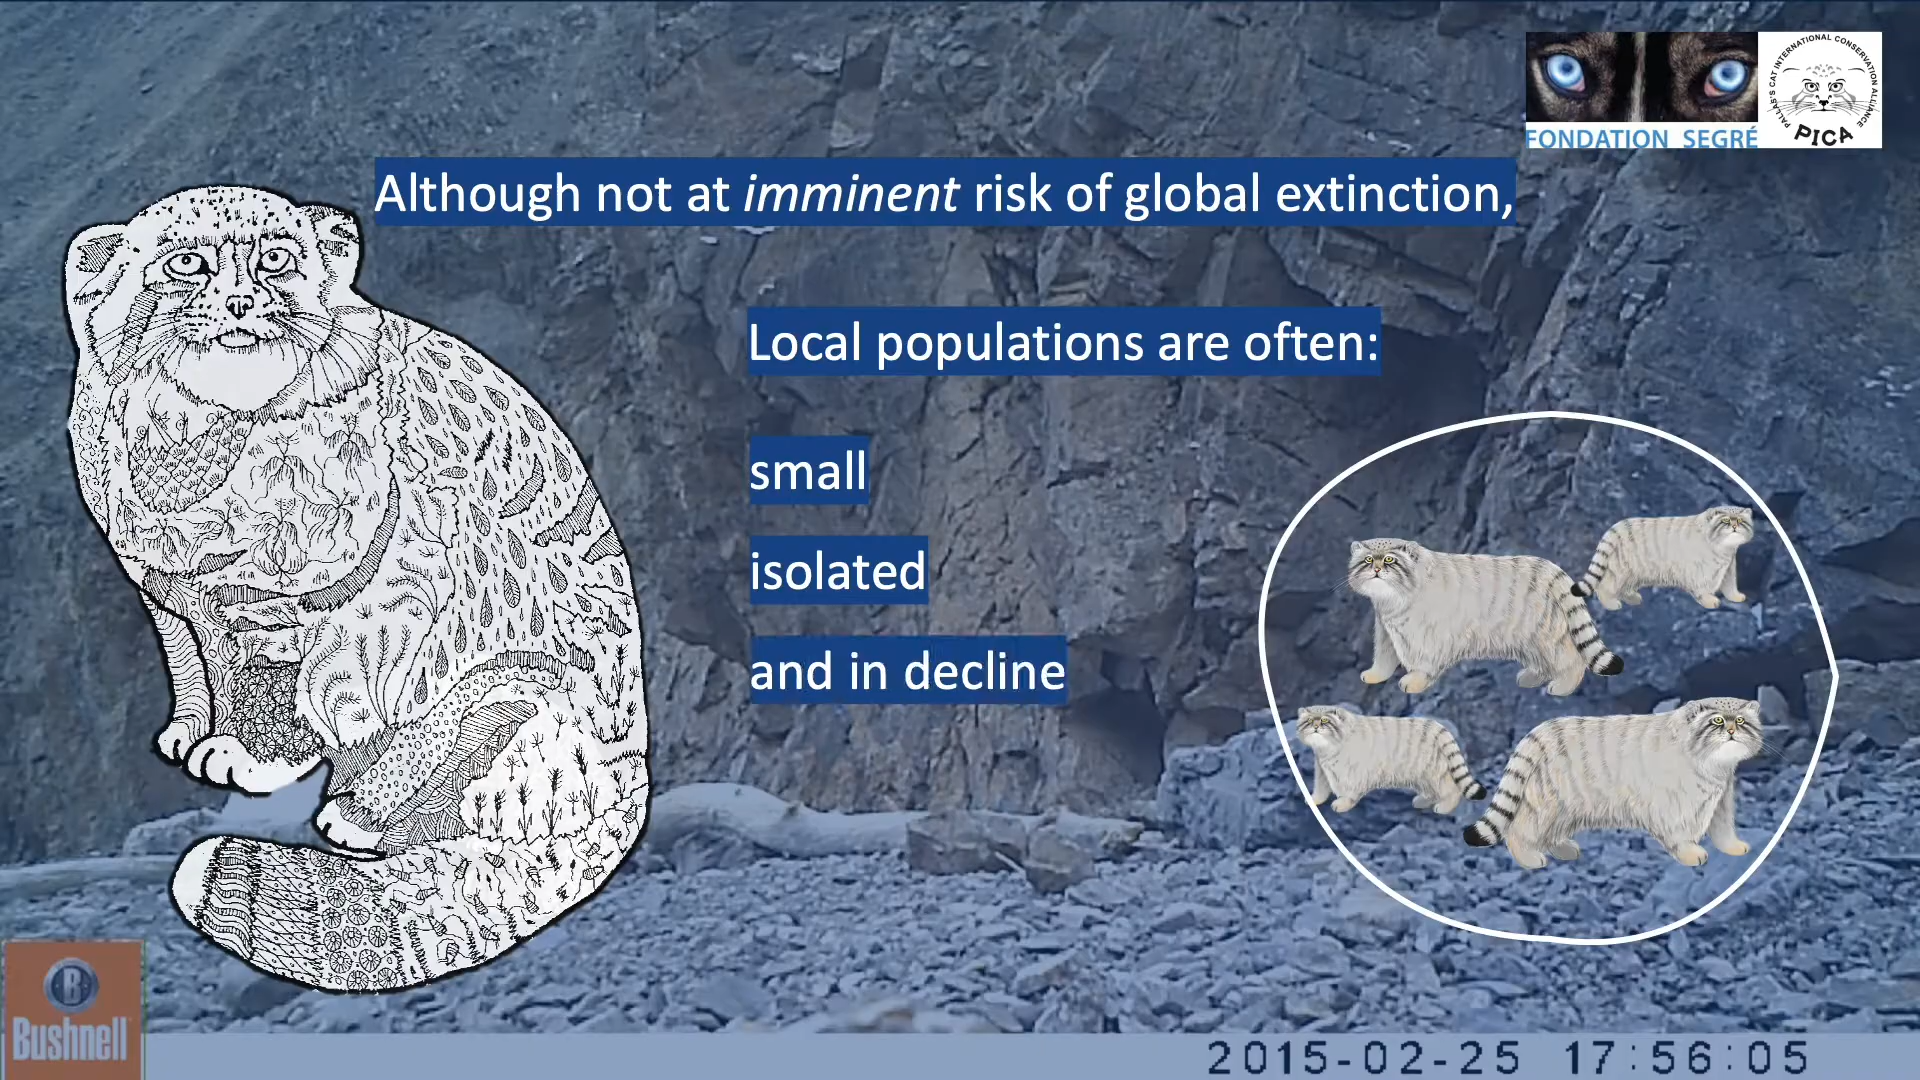 FONDATION SEGRÉ
PALLAS'S CAT INTERNATIONAL CONSERVATION ALLIANCE
PICA
Although not at imminent risk of global extinction,
Local populations are often:
small
isolated
and in decline
B
Bushnell
2015-02-25 17:56:05